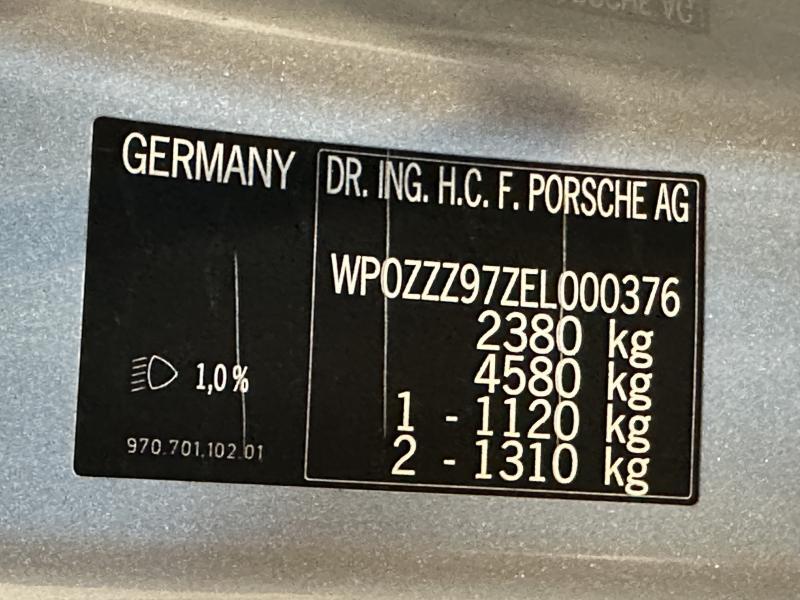 GERMANY
DR. ING. H.C. F. PORSCHE AG
WP0ZZZ97ZEL000376
2380 kg
4580 kg
1 - 1120 kg
2 - 1310 kg
1,0%
970.701.102.01